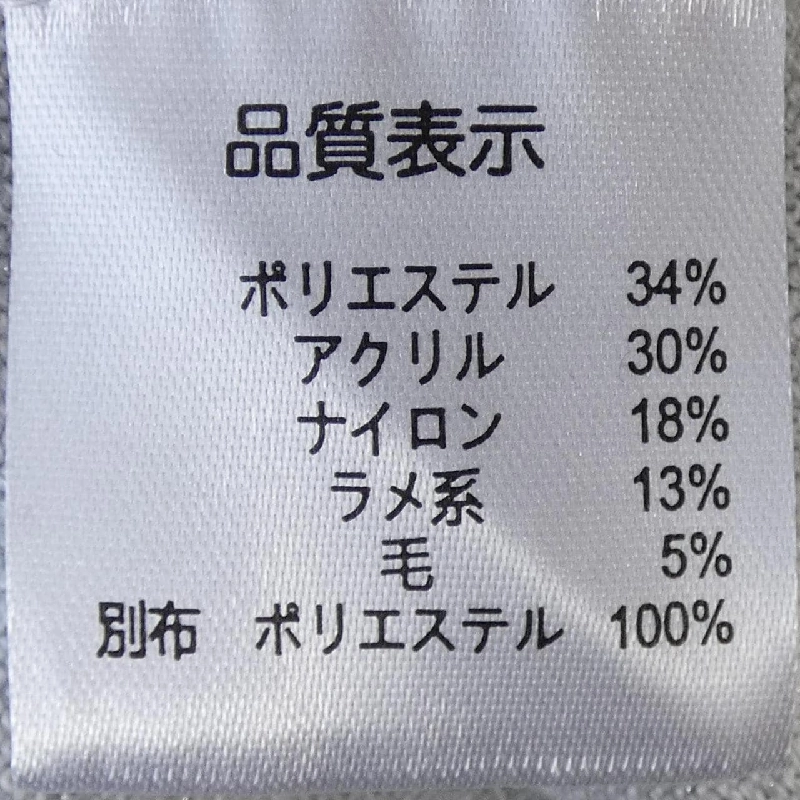 品質表示
ポリエステル 34%
アクリル 30%
ナイロン 18%
ラメ系 13%
毛 5%
別布 ポリエステル 100%